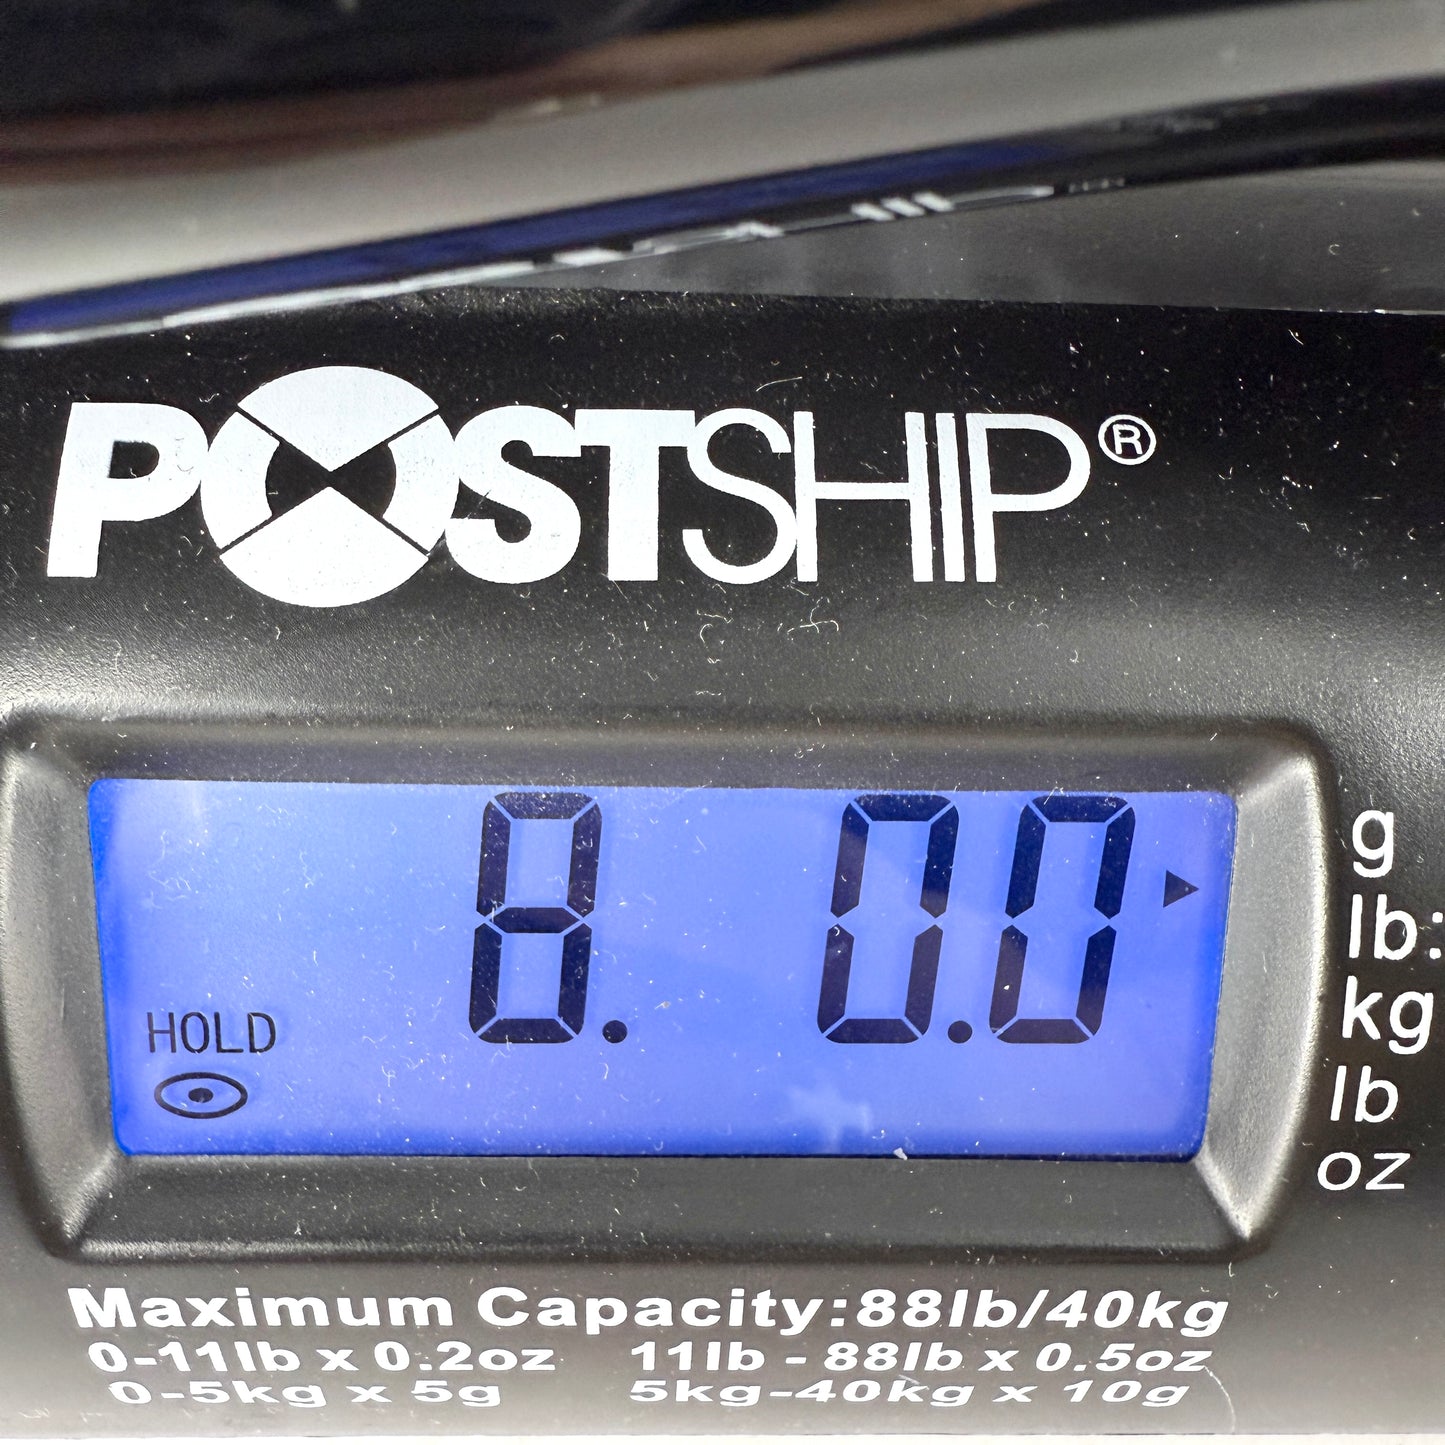 POSTSHIP®
8. 0.0
HOLD
g
lb:
kg
lb
oz
Maximum Capacity:88lb/40kg
0-11lb x 0.2oz 11lb - 88lb x 0.5oz
0-5kg x 5g 5kg-40kg x 10g